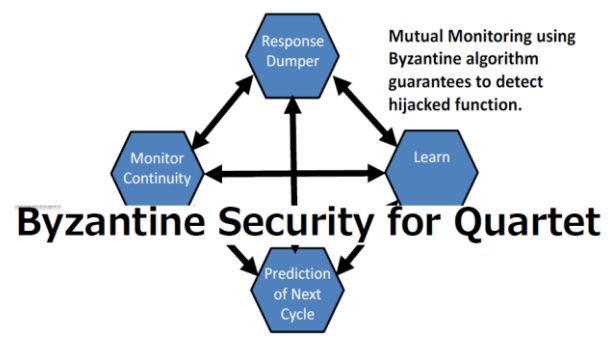 Response
Dumper
Mutual Monitoring using
Byzantine algorithm
guarantees to detect
hijacked function.
Monitor
Continuity
Learn
Byzantine Security for Quartet
Prediction
of Next
Cycle